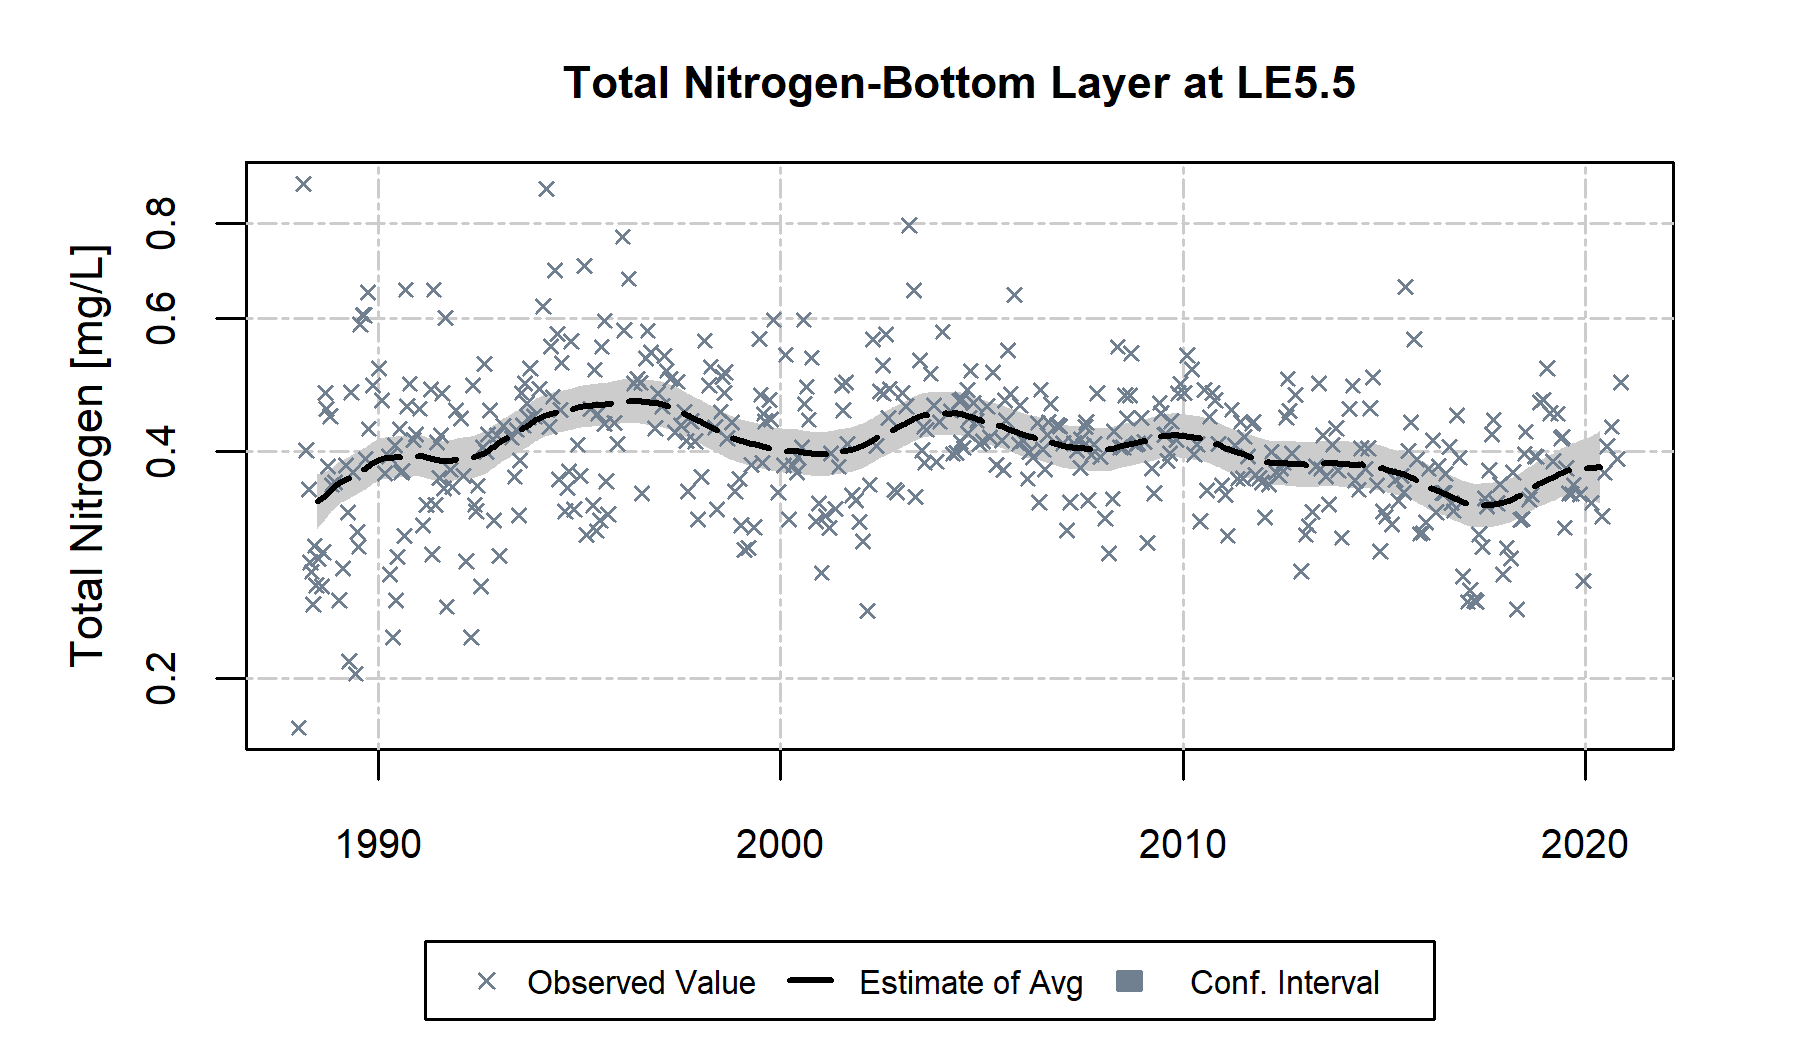 Total Nitrogen-Bottom Layer at LE5.5
Total Nitrogen [mg/L]
0.8
0.6
0.4
0.2
1990 2000 2010 2020
Observed Value Estimate of Avg Conf. Interval